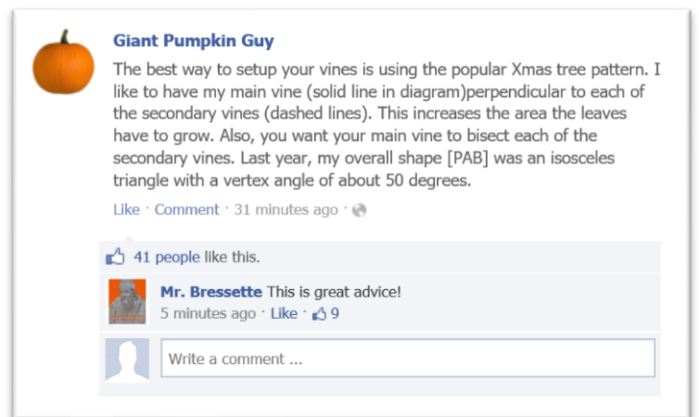 Giant Pumpkin Guy
The best way to setup your vines is using the popular Xmas tree pattern. I
like to have my main vine (solid line in diagram)perpendicular to each of
the secondary vines (dashed lines). This increases the area the leaves
have to grow. Also, you want your main vine to bisect each of the
secondary vines. Last year, my overall shape [PAB] was an isosceles
triangle with a vertex angle of about 50 degrees.
Like · Comment · 31 minutes ago ·
41 people like this.
Mr. Bressette This is great advice!
5 minutes ago · Like · 9
Write a comment ...